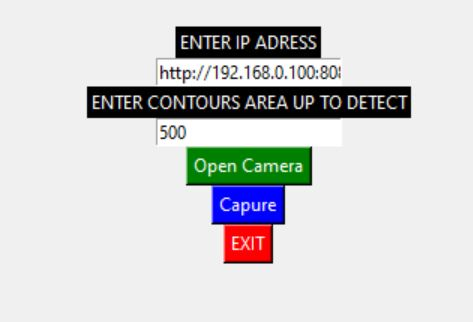 ENTER IP ADRESS
http://192.168.0.100:808
ENTER CONTOURS AREA UP TO DETECT
500
Open Camera
Capure
EXIT